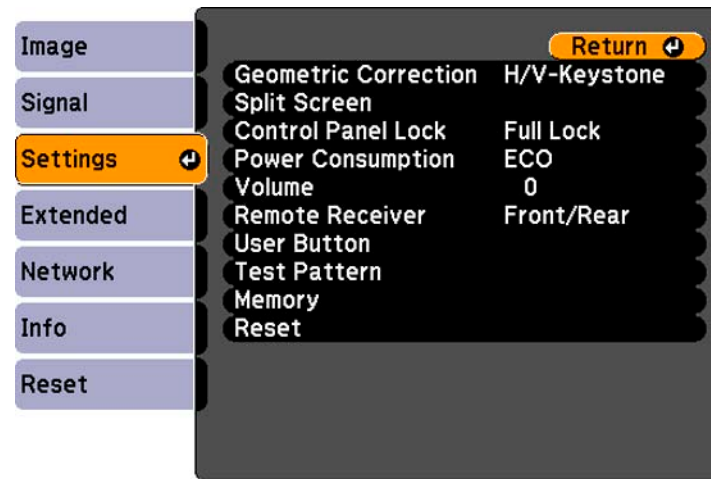 Image
Signal
Settings
Extended
Network
Info
Reset
Return
Geometric Correction H/V-Keystone
Split Screen
Control Panel Lock Full Lock
Power Consumption ECO
Volume 0
Remote Receiver Front/Rear
User Button
Test Pattern
Memory
Reset